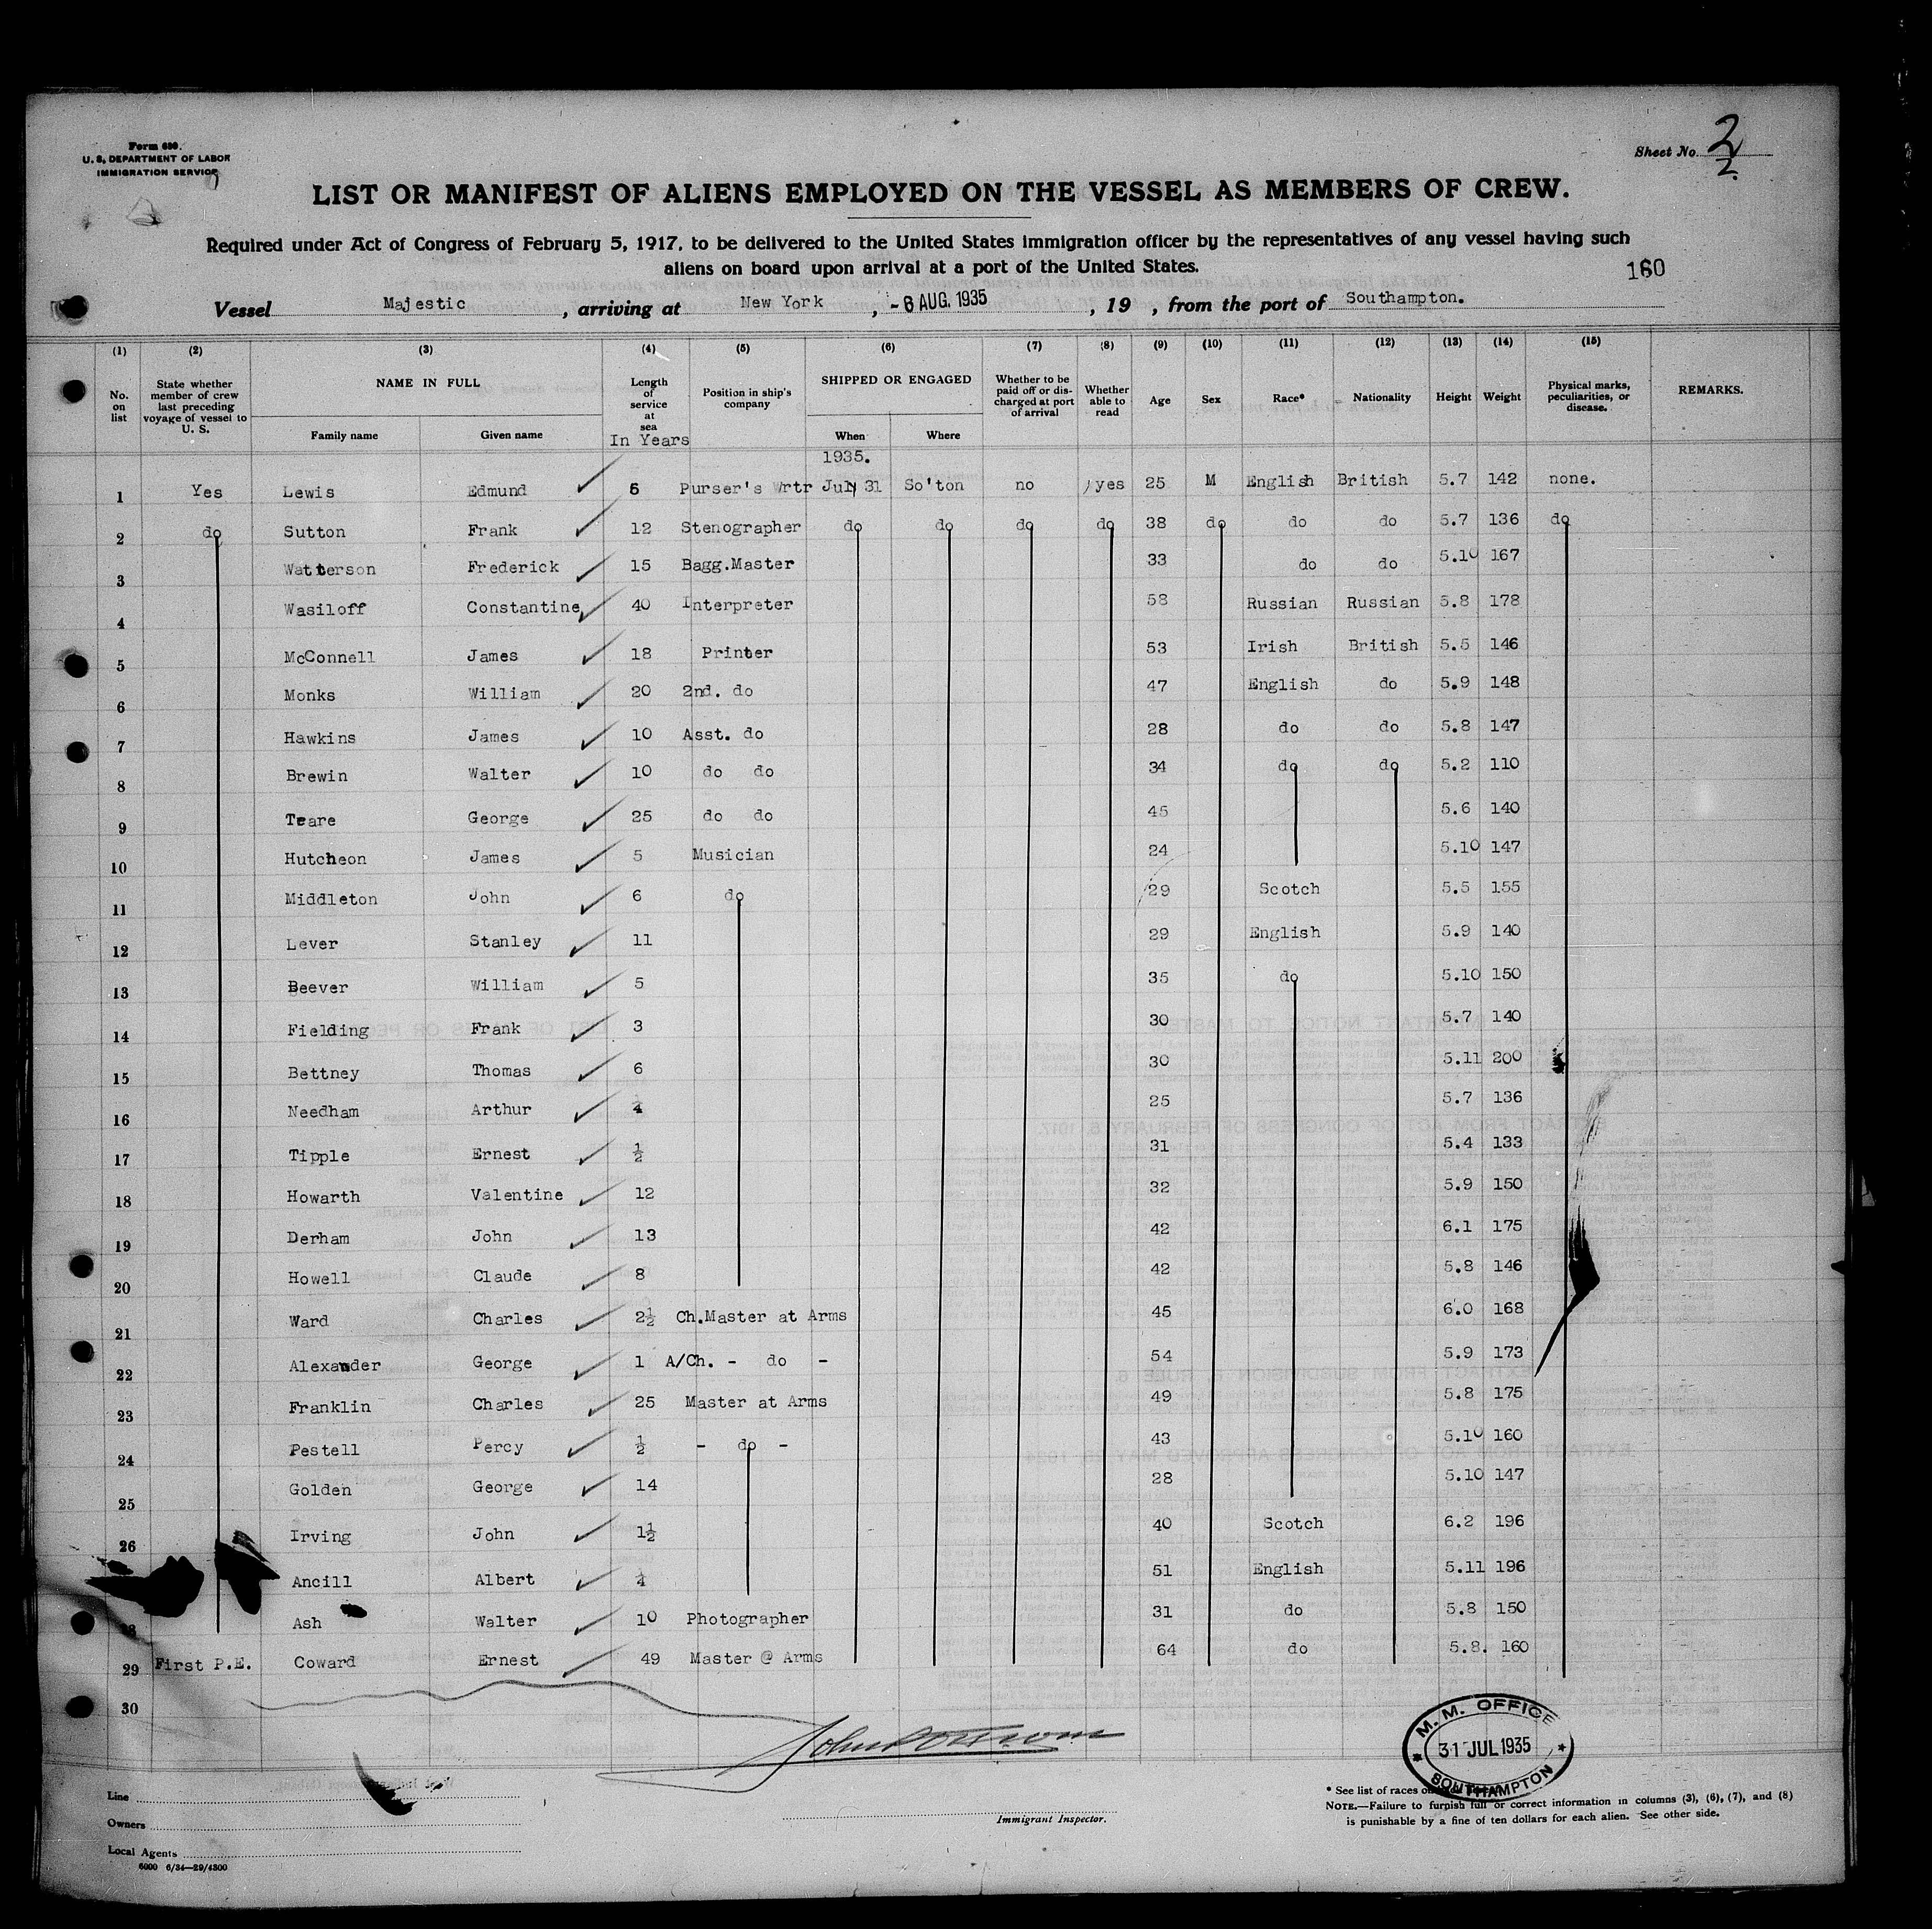 Form 680.
U. S. DEPARTMENT OF LABOR
IMMIGRATION SERVICE
Sheet No. 2
2.
LIST OR MANIFEST OF ALIENS EMPLOYED ON THE VESSEL AS MEMBERS OF CREW.
Required under Act of Congress of February 5, 1917, to be delivered to the United States immigration officer by the representatives of any vessel having such
aliens on board upon arrival at a port of the United States.
160
Vessel Majestic, arriving at New York, - 6 AUG. 1935, 19 , from the port of Southampton.
(1) (2) (3) (4) (5) (6) (7) (8) (9) (10) (11) (12) (13) (14) (15)
No. on list State whether member of crew last preceding voyage of vessel to U. S. NAME IN FULL Family name Given name Length of service at sea In Years Position in ship's company SHIPPED OR ENGAGED When Where Whether to be paid off or discharged at port of arrival Whether able to read Age Sex Race* Nationality Height Weight Physical marks, peculiarities, or disease. REMARKS.
1935.
1 Yes Lewis Edmund 6 Purser's Wrtr July 31 So'ton no yes 25 M English British 5.7 142 none.
2 do Sutton Frank 12 Stenographer do do do do 38 do do do 5.7 136 do
3 Watterson Frederick 15 Bagg.Master 33 do do 5.10 167
4 Wasiloff Constantine 40 Interpreter 58 Russian Russian 5.8 178
5 McConnell James 18 Printer 53 Irish British 5.5 146
6 Monks William 20 2nd. do 47 English do 5.9 148
7 Hawkins James 10 Asst. do 28 do do 5.8 147
8 Brewin Walter 10 do do 34 do do 5.2 110
9 Teare George 25 do do 45 5.6 140
10 Hutcheon James 5 Musician 24 5.10 147
11 Middleton John 6 do 29 Scotch 5.5 155
12 Lever Stanley 11 29 English 5.9 140
13 Beever William 5 35 do 5.10 150
14 Fielding Frank 3 30 5.7 140
15 Bettney Thomas 6 30 5.11 200
16 Needham Arthur 25 5.7 136
17 Tipple Ernest ½ 31 5.4 133
18 Howarth Valentine 12 32 5.9 150
19 Derham John 13 42 6.1 175
20 Howell Claude 8 42 5.8 146
21 Ward Charles 2½ Ch.Master at Arms 45 6.0 168
22 Alexander George 1 A/Ch. - do - 54 5.9 173
23 Franklin Charles 25 Master at Arms 49 5.8 175
24 Pestell Percy ½ - do - 43 5.10 160
25 Golden George 14 28 5.10 147
26 Irving John 1½ 40 Scotch 6.2 196
Ancill Albert ¼ 51 English 5.11 196
Ash Walter 10 Photographer 31 do 5.8 150
29 First P.E. Coward Ernest 49 Master @ Arms 64 do 5.8. 160
30
M. M. OFFICE
31 JUL 1935
SOUTHAMPTON
Line
Owners
Local Agents
6000 6/34—29/4300
Immigrant Inspector.
* See list of races on
NOTE.—Failure to furnish full or correct information in columns (3), (6), (7), and (8)
is punishable by a fine of ten dollars for each alien. See other side.